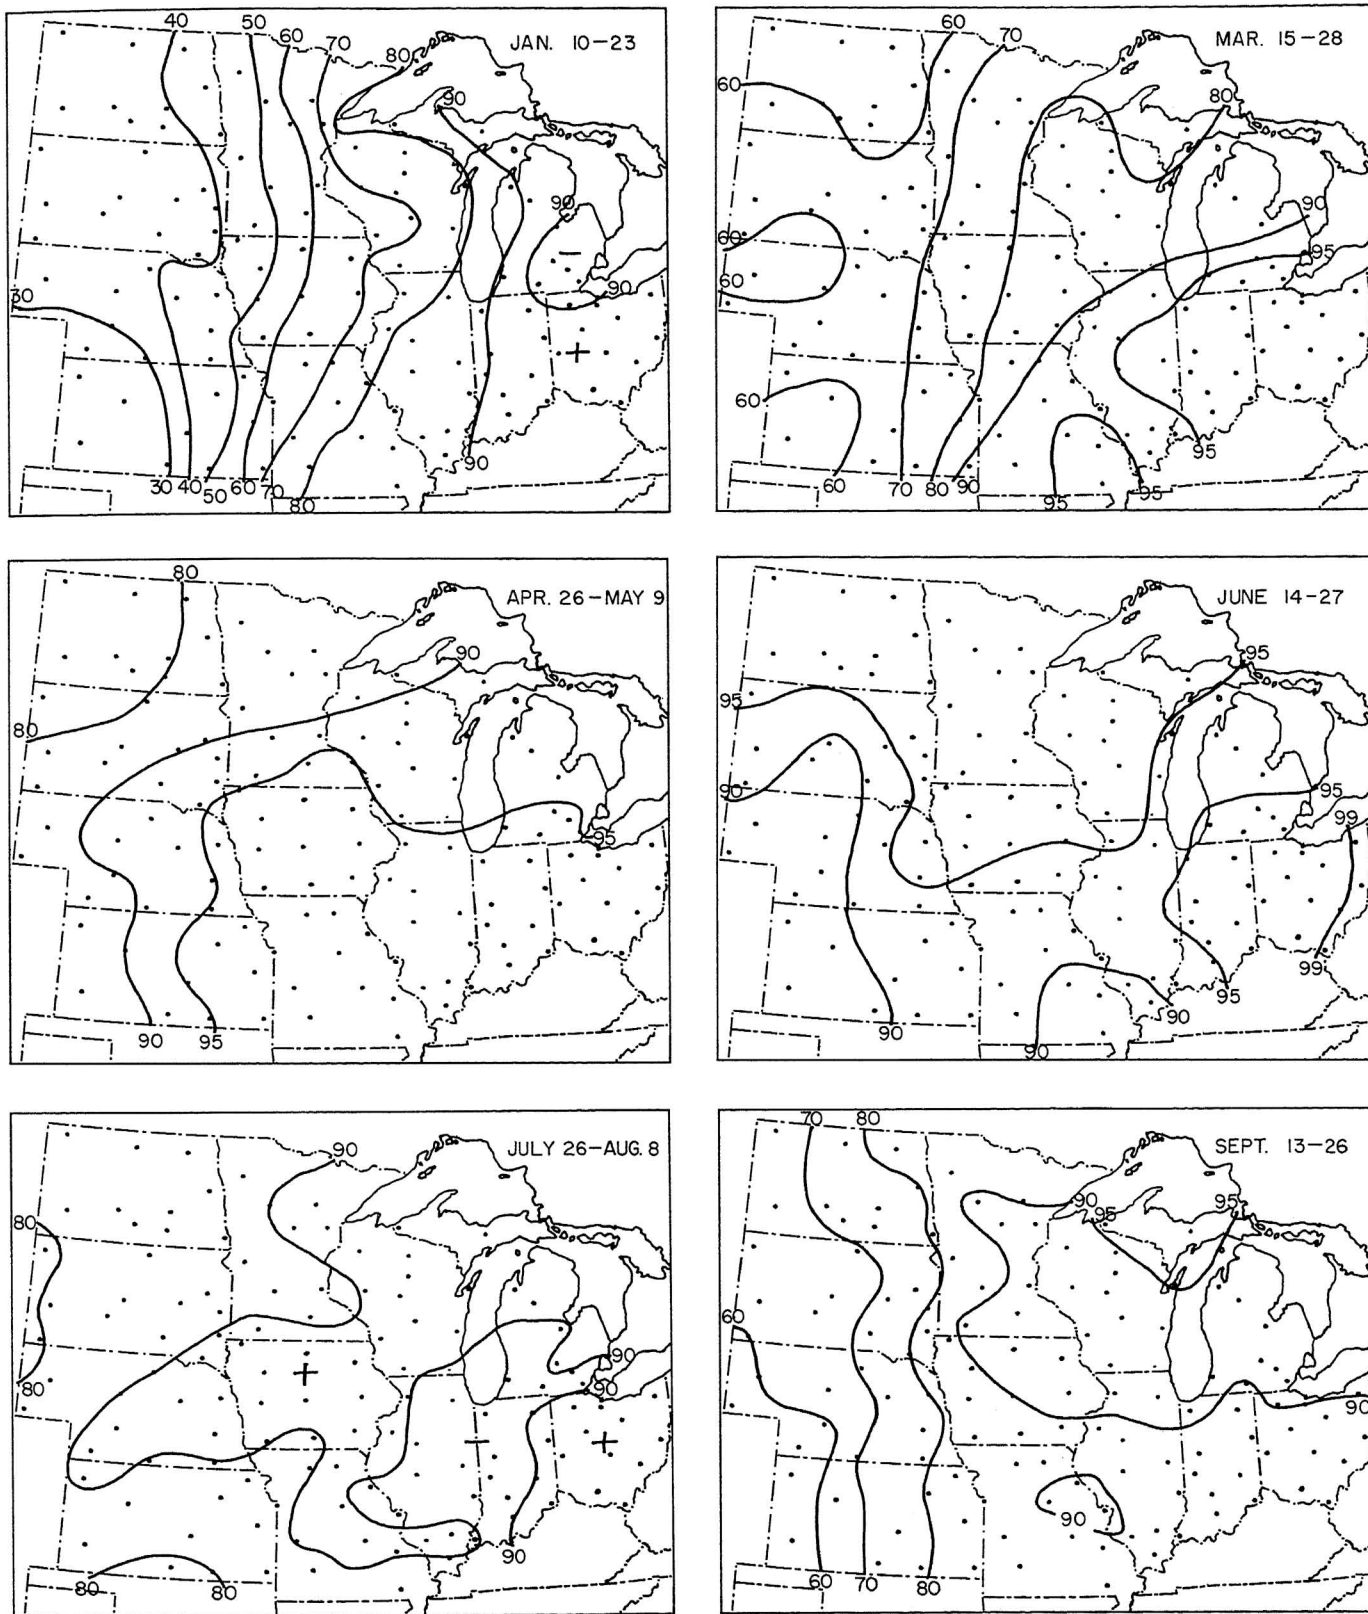 40 50 60 70 80 JAN. 10-23
90
90
30 90
30 40 50 60 70 80 90
60 70 MAR. 15-28
60 80
90
60 95
60
60
60 70 80 90 95 95 95
80 APR. 26-MAY 9
90
80
95
90 95
JUNE 14-27
95
95
90 95
99
99
90 90 90 95
90 JULY 26-AUG. 8
80
+
80 90
90
- +
80 80 90
70 80 SEPT. 13-26
90 95 95
60
90
90
60 70 80